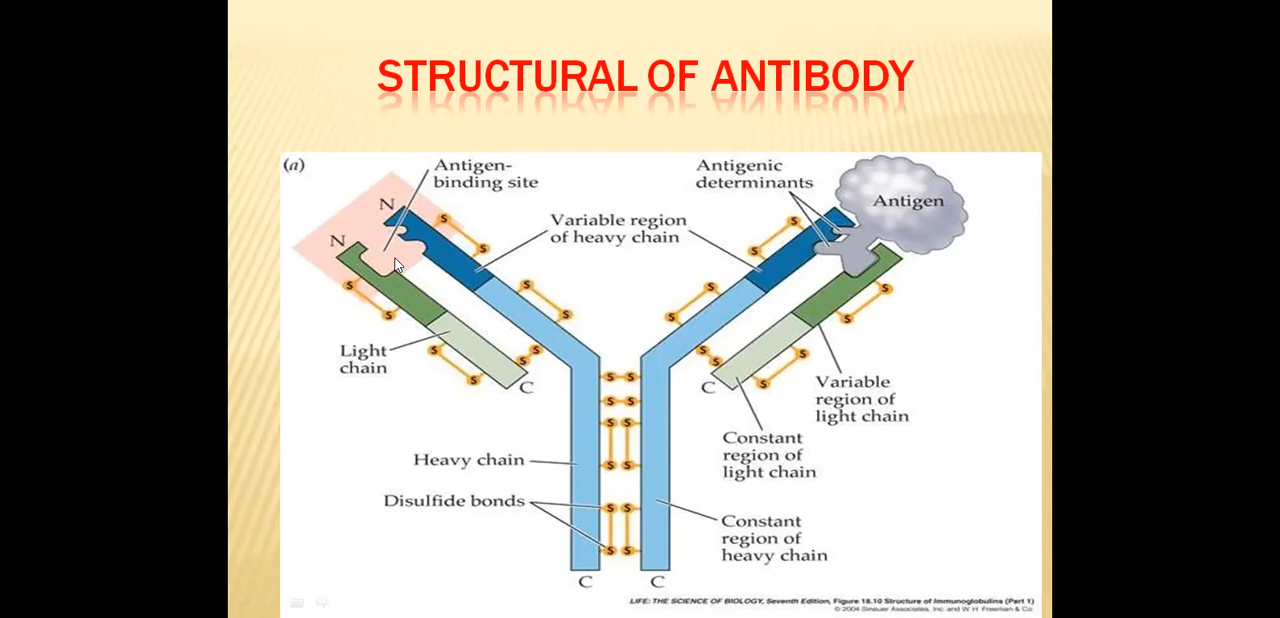 STRUCTURAL OF ANTIBODY
(a)
Antigen-
binding site
Antigenic
determinants
Antigen
N
N
Variable region
of heavy chain
S
S
S
S
S
S
S
S
S
S
S
S
Light
chain
S
S
S
S
S
S
S
S
C
C
S
S
S
S
Variable
region of
light chain
S
S
Constant
region of
light chain
Heavy chain
S
S
Disulfide bonds
S
S
Constant
region of
heavy chain
S
S
C
C
LIFE: THE SCIENCE OF BIOLOGY, Seventh Edition, Figure 18.10 Structure of Immunoglobulins (Part 1)
© 2004 Sinauer Associates, Inc. and W. H. Freeman & Co.